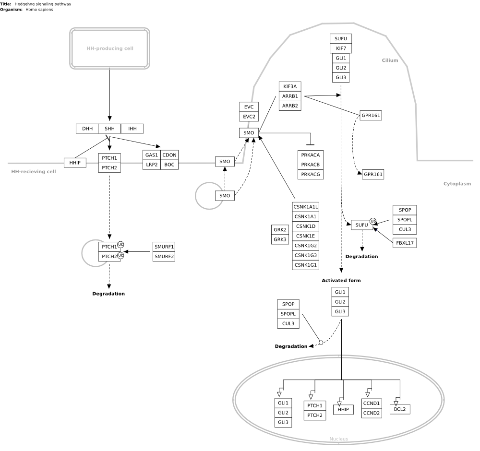 Title: Hedgehog signaling pathway
Organism: Homo sapiens
HH-producing cell
SUFU
KIF7
GLI1
GLI2
GLI3
Cilium
KIF3A
ARRB1
ARRB2
GPR161
EVC
EVC2
DHH
SHH
IHH
SMO
HHIP
PTCH1
PTCH2
GAS1
CDON
LRP2
BOC
SMO
PRKACA
PRKACB
PRKACG
HH-receiving cell
GPR161
Cytoplasm
SMO
CSNK1A1L
CSNK1A1
CSNK1D
CSNK1E
CSNK1G2
CSNK1G3
CSNK1G1
GRK2
GRK3
SPOP
SPOPL
CUL3
FBXL17
SUFU
Degradation
PTCH1
PTCH2
SMURF1
SMURF2
Degradation
Activated form
GLI1
GLI2
GLI3
SPOP
SPOPL
CUL3
Degradation
GLI1
GLI2
GLI3
PTCH1
PTCH2
HHIP
CCND1
CCND2
BCL2
Nucleus